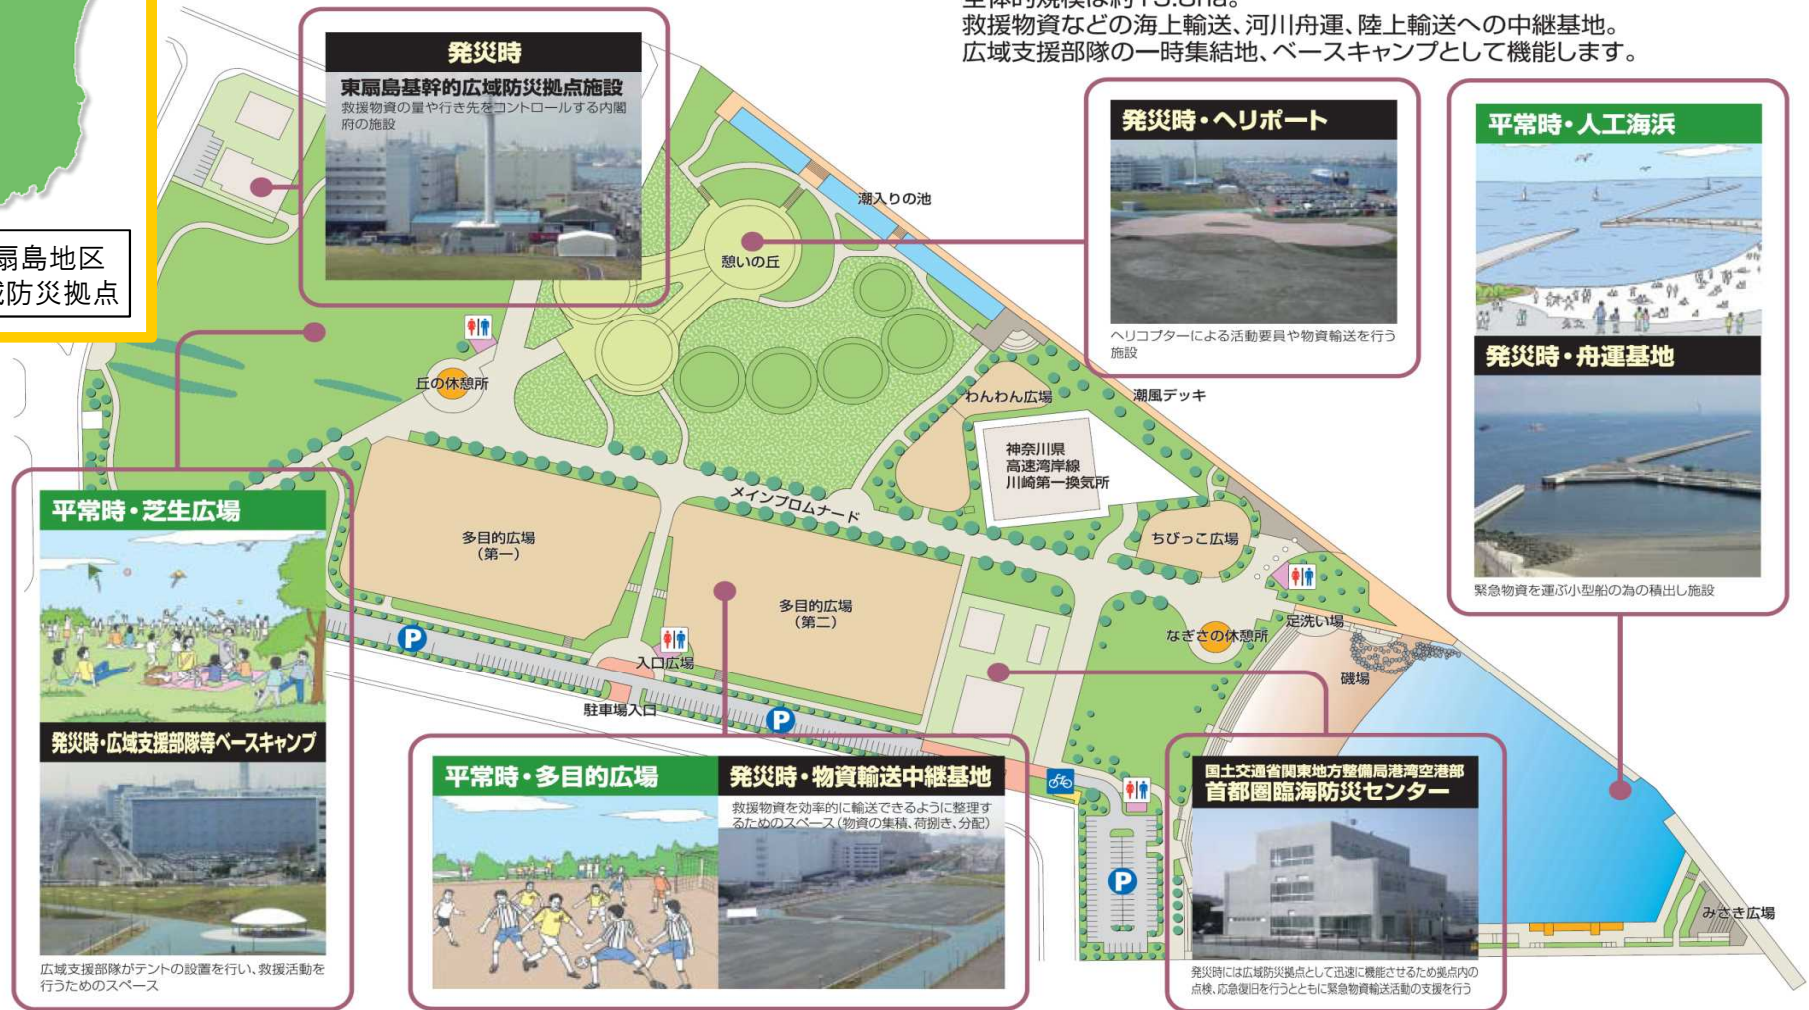 全体的規模は約15.8ha。
救援物資などの海上輸送、河川舟運、陸上輸送への中継基地。
広域支援部隊の一時集結地、ベースキャンプとして機能します。
扇島地区
域防災拠点
発災時
東扇島基幹的広域防災拠点施設
救援物資の量や行き先をコントロールする内閣
府の施設
発災時・ヘリポート
ヘリコプターによる活動要員や物資輸送を行う
施設
平常時・人工海浜
発災時・舟運基地
緊急物資を運ぶ小型船の為の積出し施設
潮入りの池
憩いの丘
丘の休憩所
わんわん広場
潮風デッキ
神奈川県
高速湾岸線
川崎第一換気所
メインプロムナード
ちびっこ広場
多目的広場
(第一)
多目的広場
(第二)
なぎさの休憩所
足洗い場
磯場
入口広場
駐車場入口
P
P
P
みさき広場
平常時・芝生広場
発災時・広域支援部隊等ベースキャンプ
広域支援部隊がテントの設置を行い、救援活動を
行うためのスペース
平常時・多目的広場
発災時・物資輸送中継基地
救援物資を効率的に輸送できるように整理す
るためのスペース(物資の集積、荷捌き、分配)
国土交通省関東地方整備局港湾空港部
首都圏臨海防災センター
発災時には広域防災拠点として迅速に機能させるため拠点内の
点検、応急復旧を行うとともに緊急物資輸送活動の支援を行う